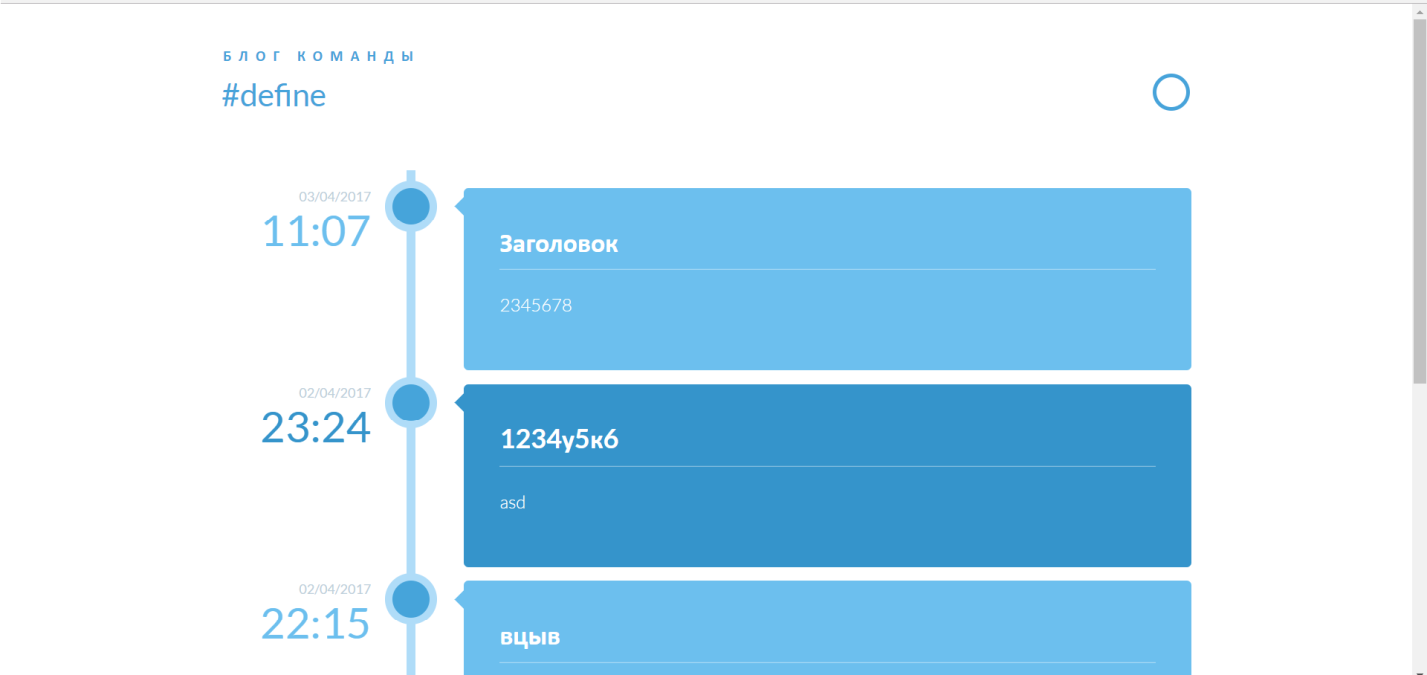 БЛОГ КОМАНДЫ
#define
03/04/2017
11:07
Заголовок
2345678
02/04/2017
23:24
1234у5к6
asd
02/04/2017
22:15
вцыв